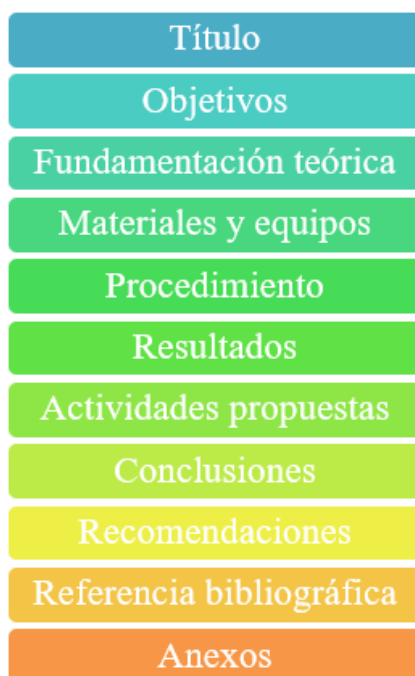 Título
Objetivos
Fundamentación teórica
Materiales y equipos
Procedimiento
Resultados
Actividades propuestas
Conclusiones
Recomendaciones
Referencia bibliográfica
Anexos